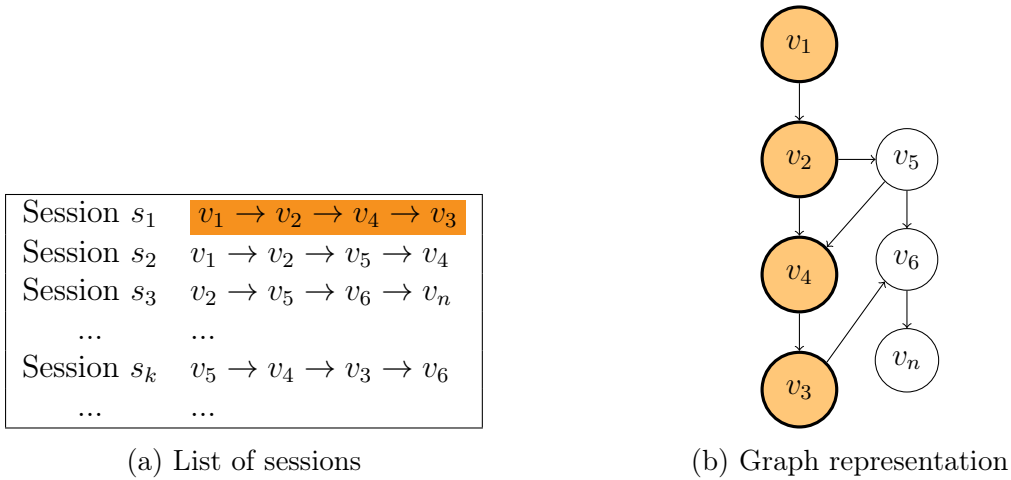 Session s₁ v₁ → v₂ → v₄ → v₃
Session s₂ v₁ → v₂ → v₅ → v₄
Session s₃ v₂ → v₅ → v₆ → vₙ
... ...
Session sₖ v₅ → v₄ → v₃ → v₆
... ...
(a) List of sessions
v₁
v₂
v₅
v₄
v₆
v₃
vₙ
(b) Graph representation